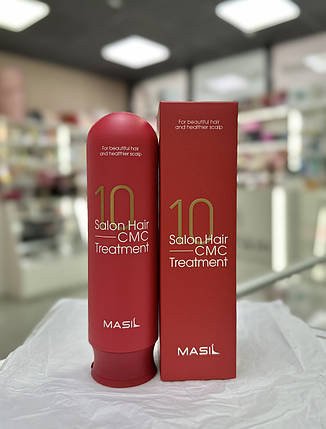 For beautiful hair
and healthier scalp
10
Salon Hair
CMC
Treatment
MASIL
For beautiful hair
and healthier scalp
10
Salon Hair
CMC
Treatment
MASIL